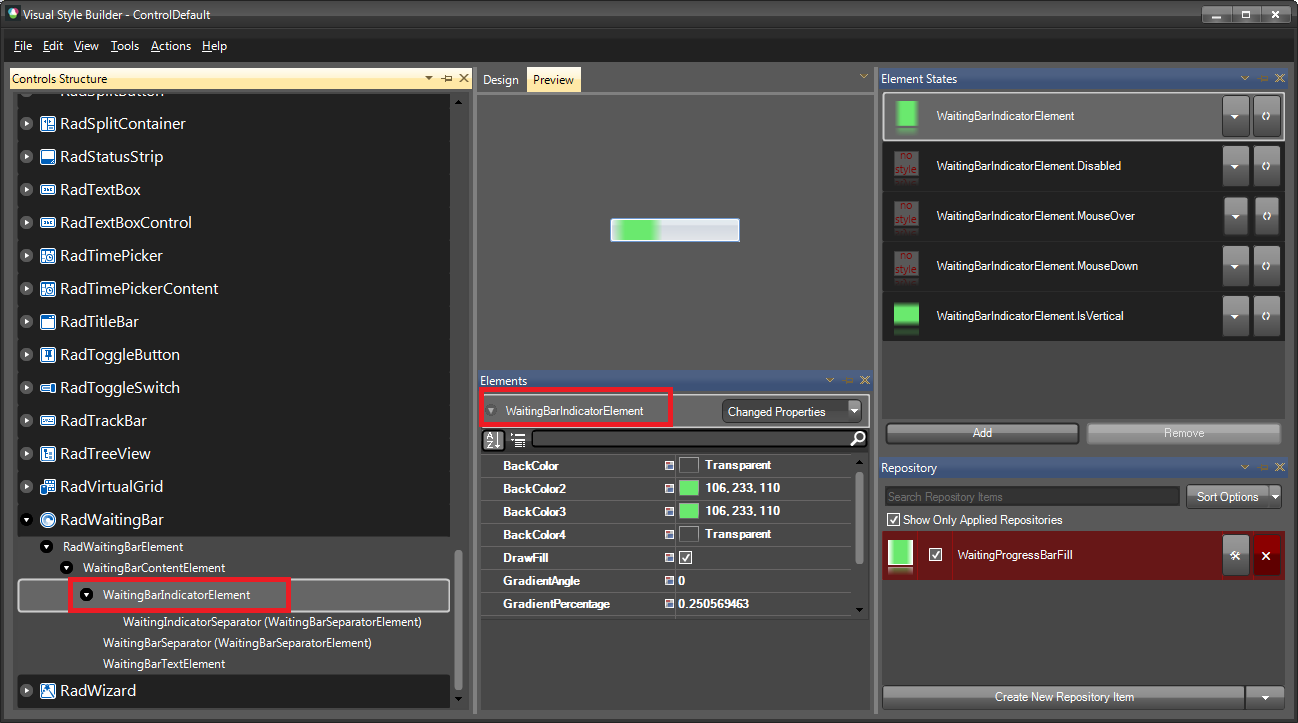 Visual Style Builder - ControlDefault
File Edit View Tools Actions Help
Controls Structure
RadSplitButton
RadSplitContainer
RadStatusStrip
RadTextBox
RadTextBoxControl
RadTimePicker
RadTimePickerContent
RadTitleBar
RadToggleButton
RadToggleSwitch
RadTrackBar
RadTreeView
RadVirtualGrid
RadWaitingBar
RadWaitingBarElement
WaitingBarContentElement
WaitingBarIndicatorElement
WaitingIndicatorSeparator (WaitingBarSeparatorElement)
WaitingBarSeparator (WaitingBarSeparatorElement)
WaitingBarTextElement
RadWizard
Design Preview
Elements
WaitingBarIndicatorElement Changed Properties
BackColor Transparent
BackColor2 106, 233, 110
BackColor3 106, 233, 110
BackColor4 Transparent
DrawFill
GradientAngle 0
GradientPercentage 0.250569463
Element States
WaitingBarIndicatorElement
no style WaitingBarIndicatorElement.Disabled
no style WaitingBarIndicatorElement.MouseOver
no style WaitingBarIndicatorElement.MouseDown
WaitingBarIndicatorElement.IsVertical
Add Remove
Repository
Search Repository Items Sort Options
Show Only Applied Repositories
WaitingProgressBarFill
Create New Repository Item